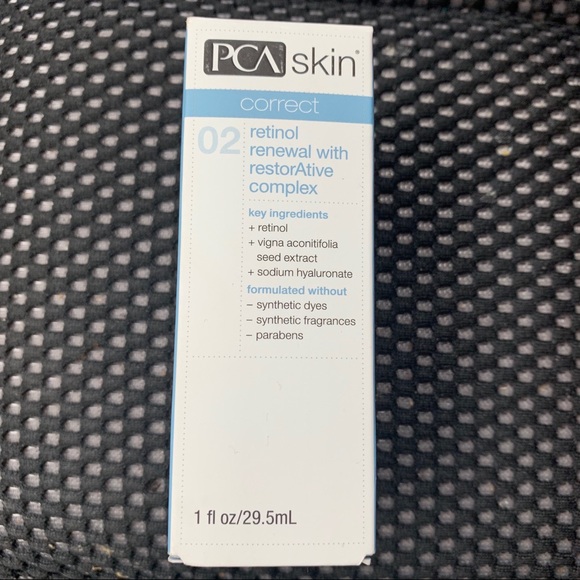 PCA skin®
correct
02
retinol
renewal with
restorAtive
complex
key ingredients
+ retinol
+ vigna aconitifolia
seed extract
+ sodium hyaluronate
formulated without
– synthetic dyes
– synthetic fragrances
– parabens
1 fl oz/29.5mL